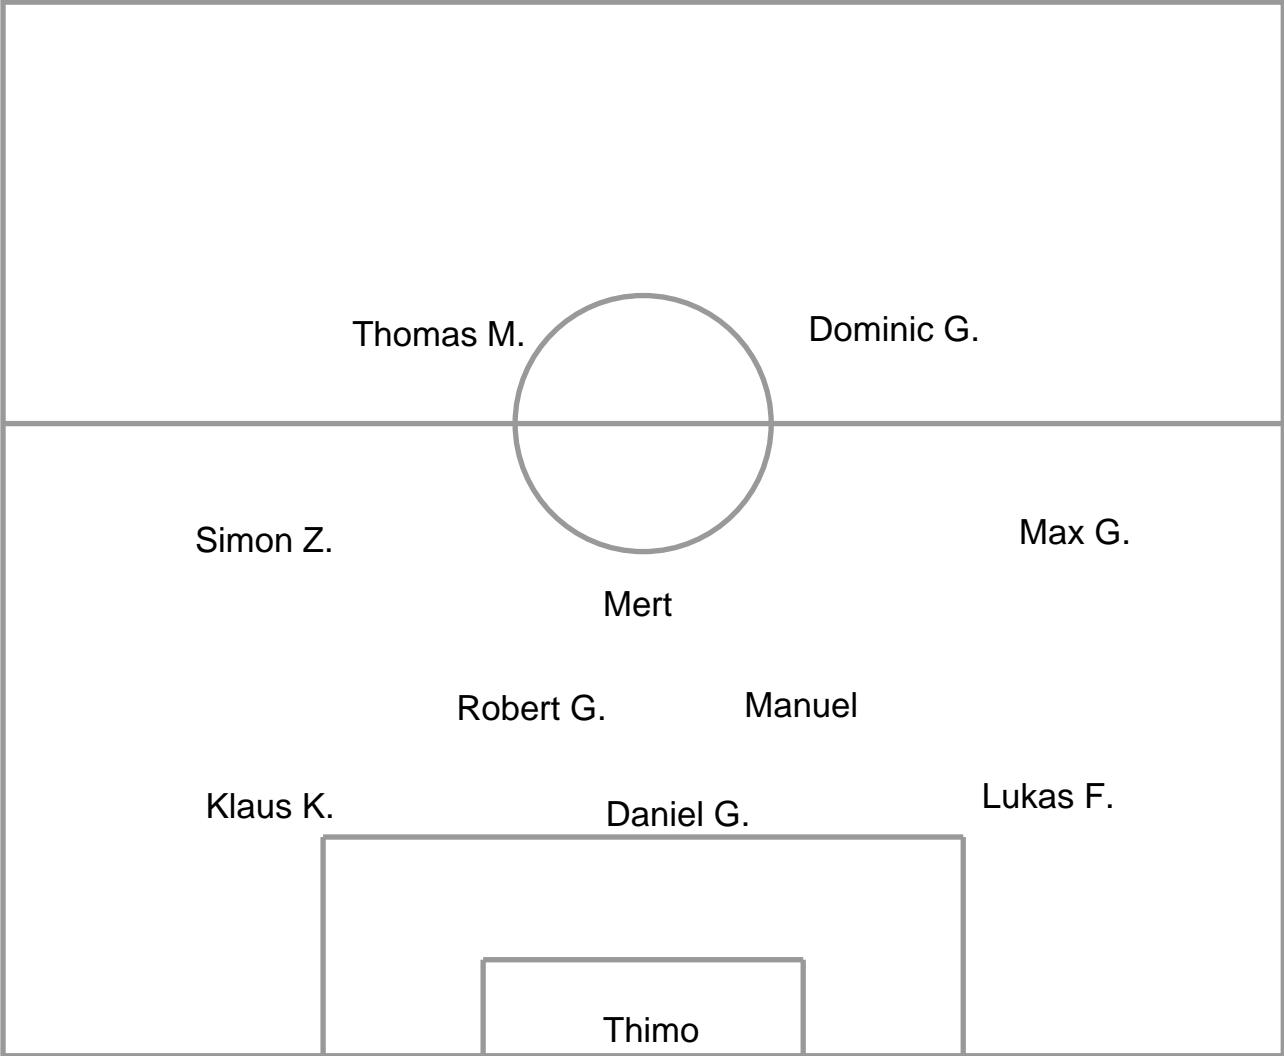 Thomas M.
Dominic G.
Simon Z.
Max G.
Mert
Robert G.
Manuel
Klaus K.
Daniel G.
Lukas F.
Thimo